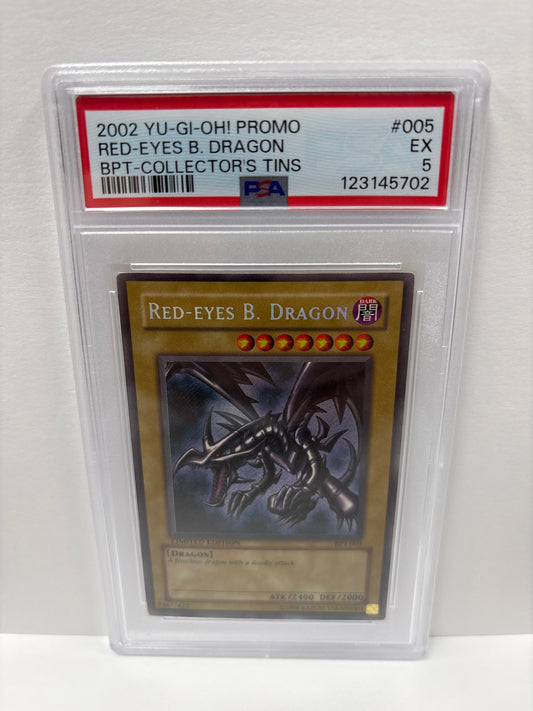 2002 YU-GI-OH! PROMO #005
RED-EYES B. DRAGON EX
BPT-COLLECTOR'S TINS 5
PSA 123145702
RED-EYES B. DRAGON
DARK
闇
LIMITED EDITION
[DRAGON]
A ferocious dragon with a deadly attack.
ATK/2400 DEF/2000